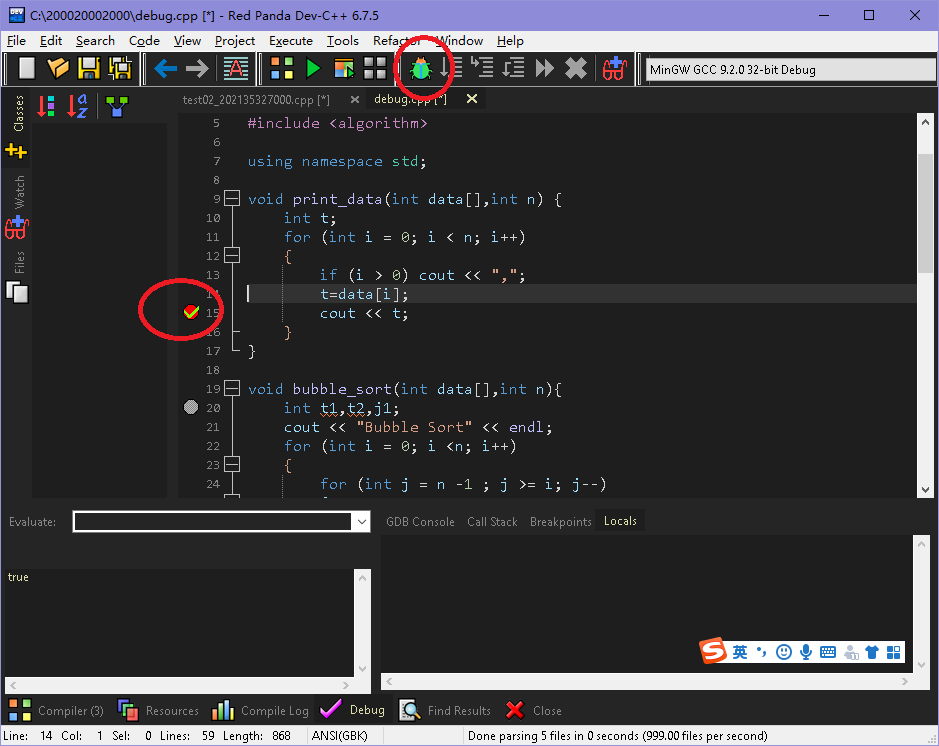 C:\200020002000\debug.cpp [*] - Red Panda Dev-C++ 6.7.5
File Edit Search Code View Project Execute Tools Refactor Window Help
MinGW GCC 9.2.0 32-bit Debug
Classes
Watch
Files
test02_202135327000.cpp [*] debug.cpp [*]
5 #include <algorithm>
6
7 using namespace std;
8
9 void print_data(int data[],int n) {
10 int t;
11 for (int i = 0; i < n; i++)
12 {
13 if (i > 0) cout << ",";
14 t=data[i];
15 cout << t;
16 }
17 }
18
19 void bubble_sort(int data[],int n){
20 int t1,t2,j1;
21 cout << "Bubble Sort" << endl;
22 for (int i = 0; i <n; i++)
23 {
24 for (int j = n -1 ; j >= i; j--)
Evaluate:
GDB Console Call Stack Breakpoints Locals
true
英
Compiler (3) Resources Compile Log Debug Find Results Close
Line: 14 Col: 1 Sel: 0 Lines: 59 Length: 868 ANSI(GBK) Done parsing 5 files in 0 seconds (999.00 files per second)